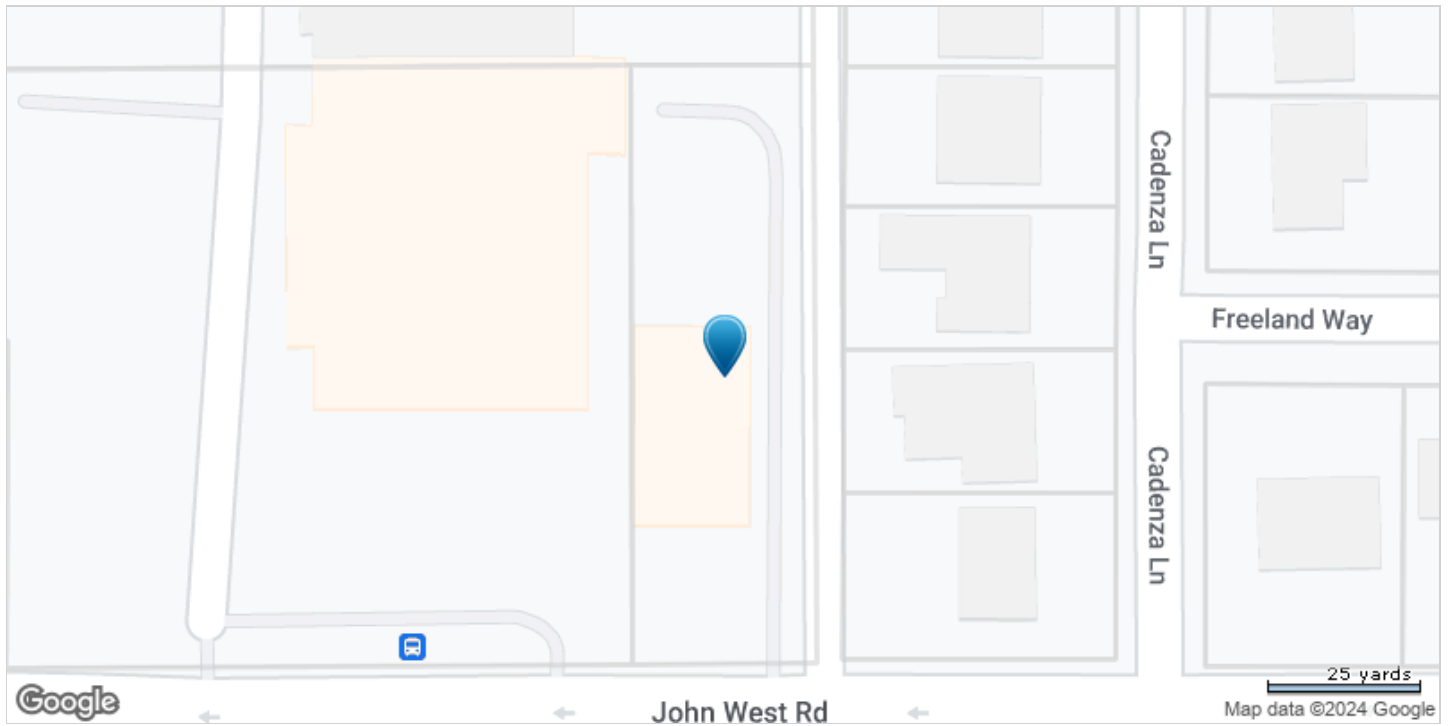 Cadenza Ln
Freeland Way
Cadenza Ln
25 yards
Google
John West Rd
Map data ©2024 Google